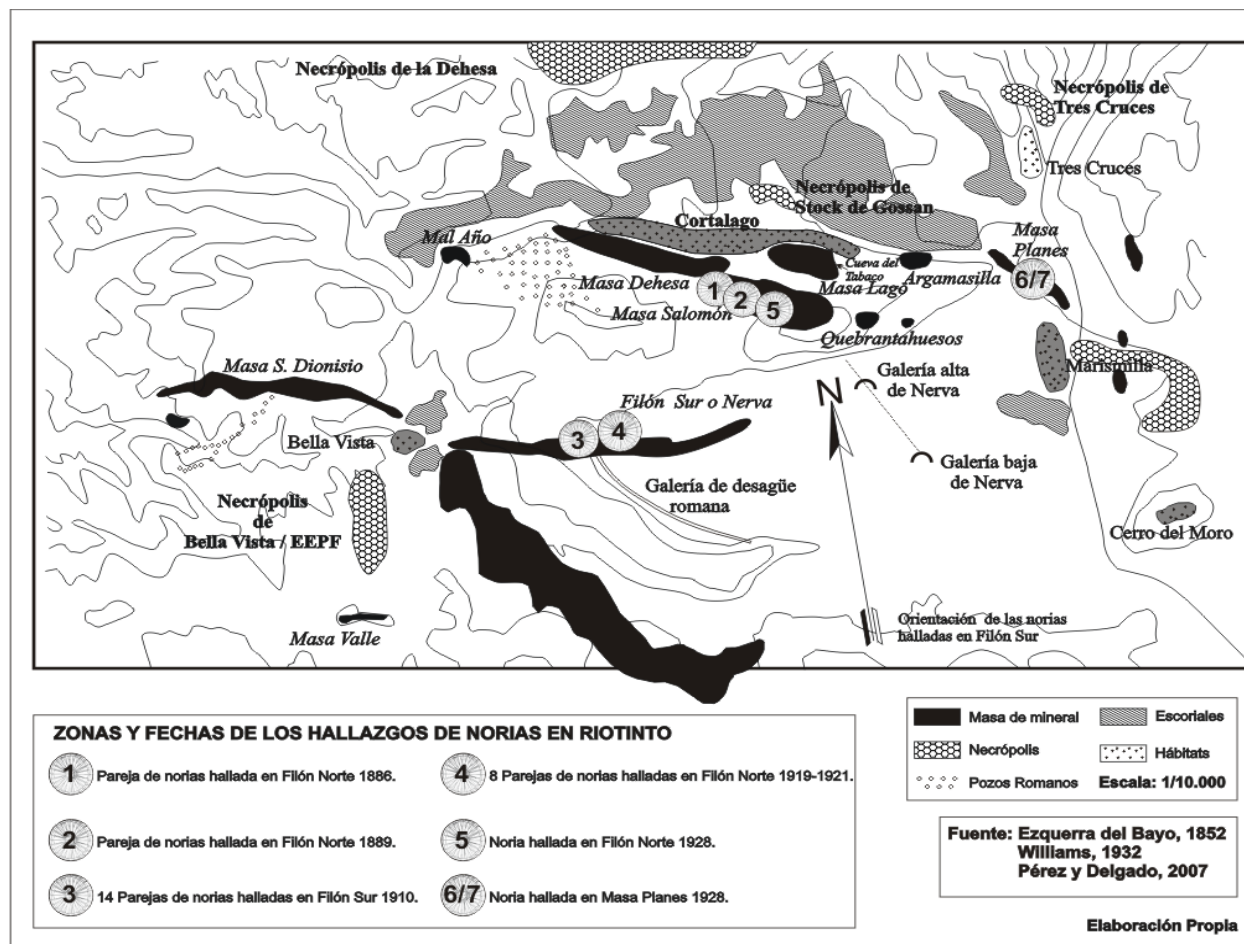 Necrópolis de la Dehesa
Necrópolis de
Tres Cruces
Tres Cruces
Necrópolis de
Stock de Gossan
Cortalago
Mal Año
Masa
Planes
Cueva del
Tabaco
Masa Dehesa
Masa Lago
Argamasilla
6/7
1
2
5
Masa Salomón
Quebrantahuesos
Masa S. Dionisio
Galería alta
de Nerva
Marismilla
N
Filón Sur o Nerva
3
4
Bella Vista
Galería baja
de Nerva
Galería de desagüe
romana
Necrópolis
de
Bella Vista / EEPF
Cerro del Moro
Masa Valle
Orientación de las norias
halladas en Filón Sur
ZONAS Y FECHAS DE LOS HALLAZGOS DE NORIAS EN RIOTINTO
1 Pareja de norias hallada en Filón Norte 1886.
2 Pareja de norias hallada en Filón Norte 1889.
3 14 Parejas de norias halladas en Filón Sur 1910.
4 8 Parejas de norias halladas en Filón Norte 1919-1921.
5 Noria hallada en Filón Norte 1928.
6/7 Noria hallada en Masa Planes 1928.
Masa de mineral
Escoriales
Necrópolis
Hábitats
Pozos Romanos
Escala: 1/10.000
Fuente: Ezquerra del Bayo, 1852
Williams, 1932
Pérez y Delgado, 2007
Elaboración Propia